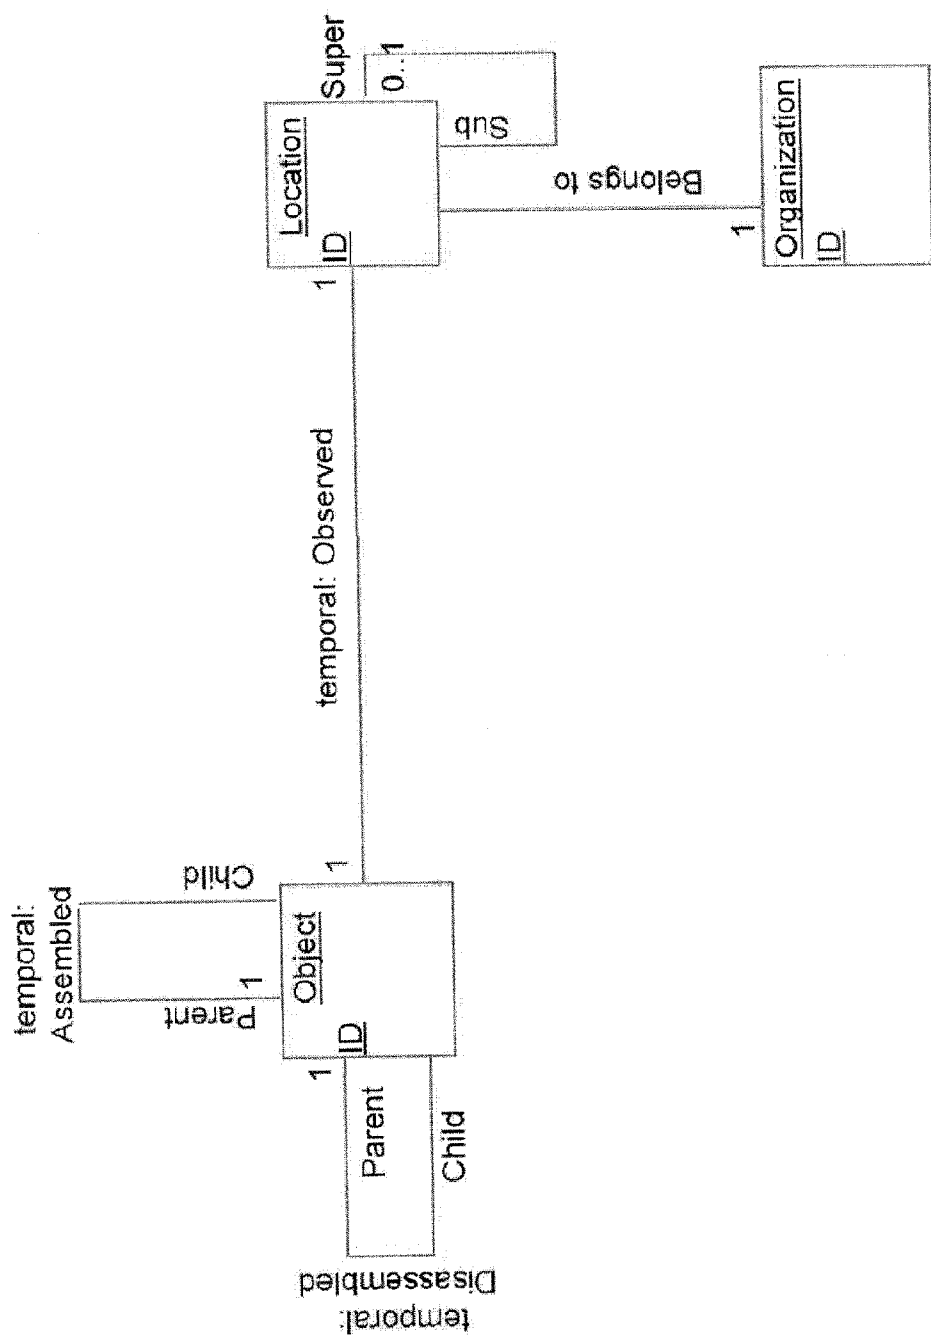 temporal:
Assembled
Parent
Child
1
Object
ID
1
Parent
Child
temporal:
Disassembled
1
temporal: Observed
1
Location
ID
Super
0..1
Sub
Belongs to
1
Organization
ID